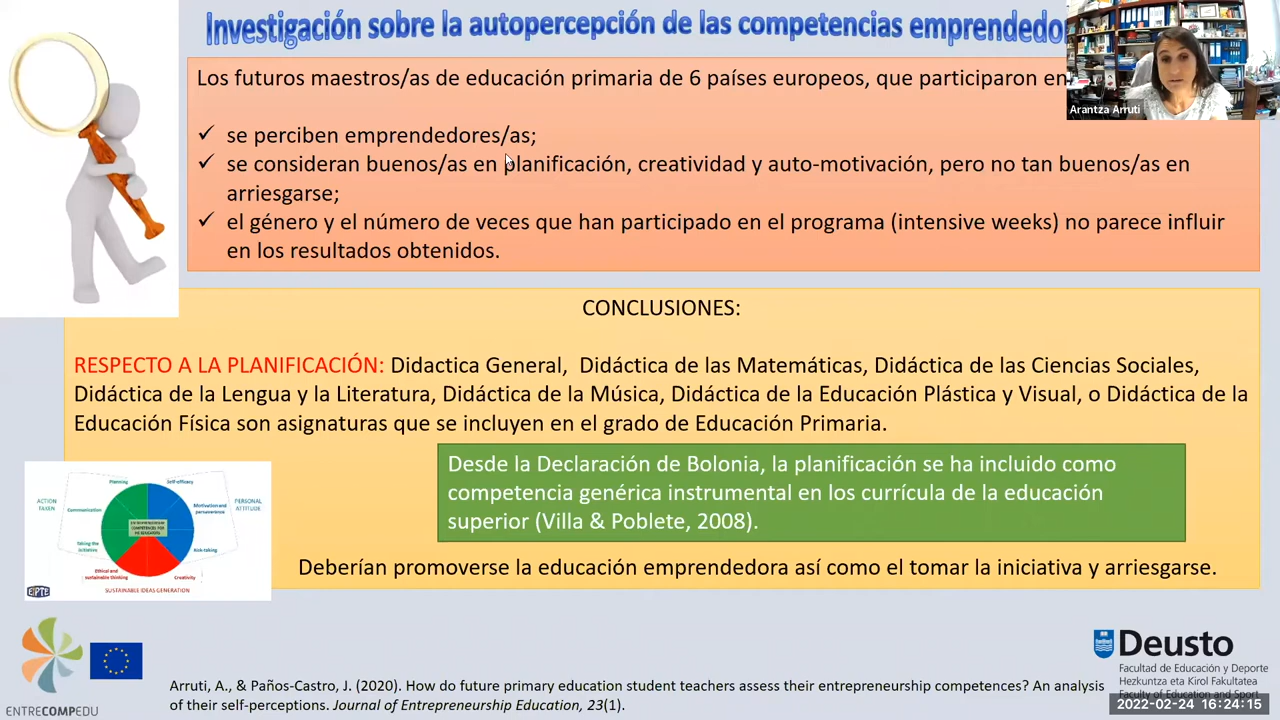 Investigación sobre la autopercepción de las competencias emprendedo
Los futuros maestros/as de educación primaria de 6 países europeos, que participaron en
Arantza Arruti
✓ se perciben emprendedores/as;
✓ se consideran buenos/as en planificación, creatividad y auto-motivación, pero no tan buenos/as en
arriesgarse;
✓ el género y el número de veces que han participado en el programa (intensive weeks) no parece influir
en los resultados obtenidos.
CONCLUSIONES:
RESPECTO A LA PLANIFICACIÓN: Didactica General, Didáctica de las Matemáticas, Didáctica de las Ciencias Sociales,
Didáctica de la Lengua y la Literatura, Didáctica de la Música, Didáctica de la Educación Plástica y Visual, o Didáctica de la
Educación Física son asignaturas que se incluyen en el grado de Educación Primaria.
Desde la Declaración de Bolonia, la planificación se ha incluido como
competencia genérica instrumental en los currícula de la educación
superior (Villa & Poblete, 2008).
Deberían promoverse la educación emprendedora así como el tomar la iniciativa y arriesgarse.
Planning
Self-efficacy
ACTION
TAKEN
PERSONAL
ATTITUDE
Communication
Motivation and
perseverance
ENTREPRENEURSHIP
COMPETENCES FOR
Taking the
initiative
Risk-taking
Ethical and
sustainable thinking
Creativity
SUSTAINABLE IDEAS GENERATION
ENTRECOMPEDU
Deusto
Facultad de Educación y Deporte
Hezkuntza eta Kirol Fakultatea
Faculty of Education and Sport
2022-02-24 16:24:15
Arruti, A., & Paños-Castro, J. (2020). How do future primary education student teachers assess their entrepreneurship competences? An analysis
of their self-perceptions. Journal of Entrepreneurship Education, 23(1).